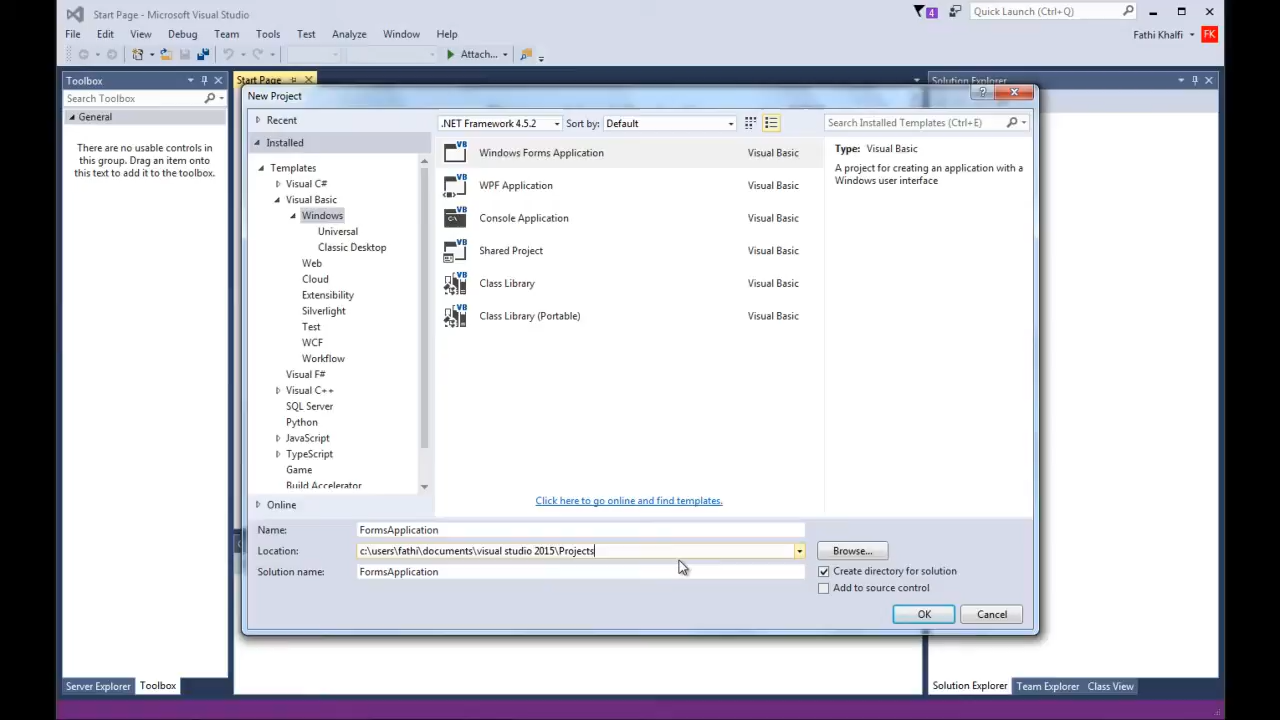 Start Page - Microsoft Visual Studio
4
Quick Launch (Ctrl+Q)
File Edit View Debug Team Tools Test Analyze Window Help
Fathi Khalfi FK
Attach...
Toolbox
Search Toolbox
General
There are no usable controls in
this group. Drag an item onto
this text to add it to the toolbox.
Start Page
Solution Explorer
New Project
?
Recent
.NET Framework 4.5.2 Sort by: Default
Search Installed Templates (Ctrl+E)
Installed
Templates
Visual C#
Visual Basic
Windows
Universal
Classic Desktop
Web
Cloud
Extensibility
Silverlight
Test
WCF
Workflow
Visual F#
Visual C++
SQL Server
Python
JavaScript
TypeScript
Game
Build Accelerator
Online
VB Windows Forms Application Visual Basic
VB WPF Application Visual Basic
VB Console Application Visual Basic
VB Shared Project Visual Basic
VB Class Library Visual Basic
VB Class Library (Portable) Visual Basic
Click here to go online and find templates.
Type: Visual Basic
A project for creating an application with a
Windows user interface
Name: FormsApplication
Location: c:\users\fathi\documents\visual studio 2015\Projects
Browse...
Solution name: FormsApplication
Create directory for solution
Add to source control
OK Cancel
Server Explorer Toolbox
Solution Explorer Team Explorer Class View